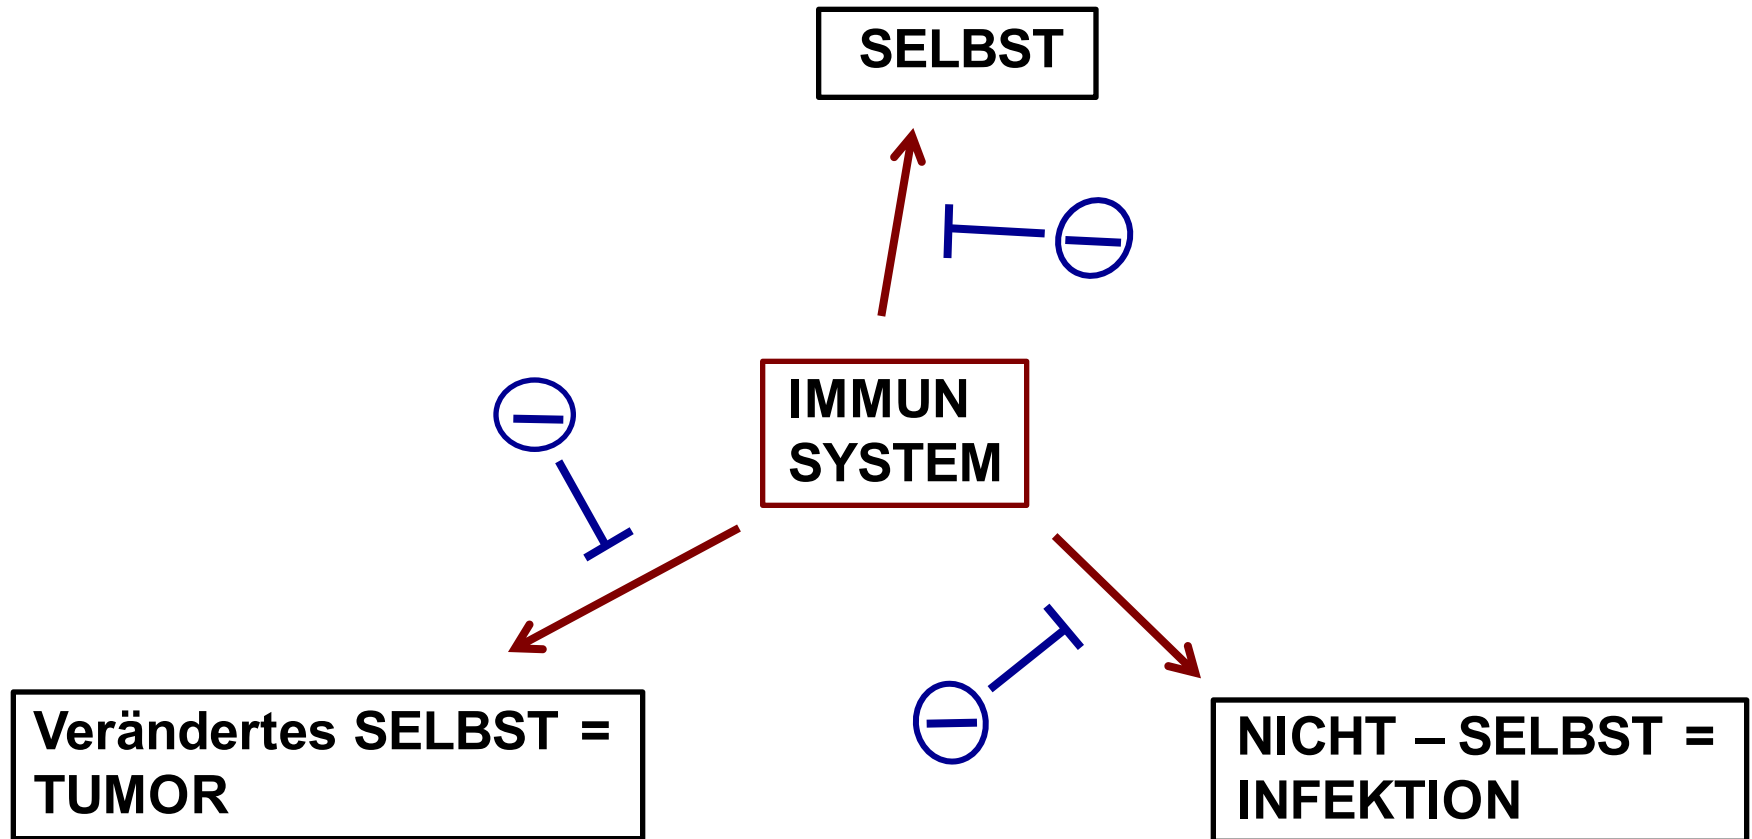 SELBST
IMMUN
SYSTEM
Verändertes SELBST =
TUMOR
NICHT – SELBST =
INFEKTION